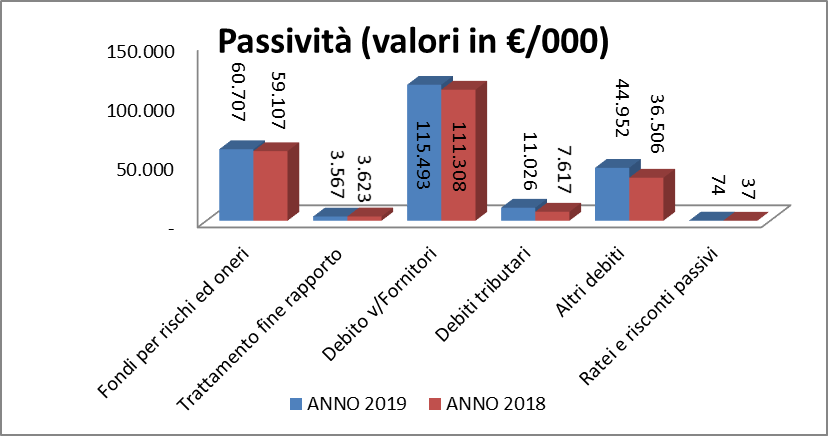 Passività (valori in €/000)
150.000
100.000
50.000
-
60.707
59.107
3.567
3.623
115.493
111.308
11.026
7.617
44.952
36.506
74
37
Fondi per rischi ed oneri
Trattamento fine rapporto
Debito v/Fornitori
Debiti tributari
Altri debiti
Ratei e risconti passivi
ANNO 2019
ANNO 2018